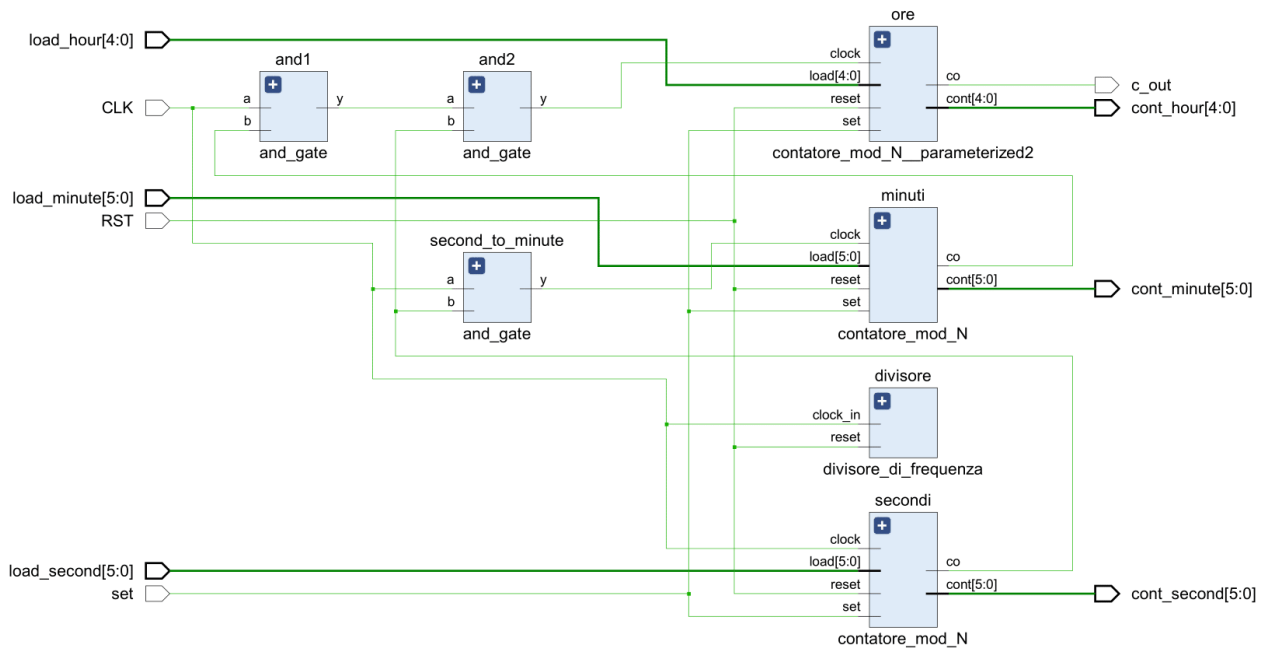 ore
load_hour[4:0]
and1
and2
clock
load[4:0]
co
c_out
CLK
a
y
a
y
reset
cont[4:0]
cont_hour[4:0]
b
b
set
and_gate
and_gate
contatore_mod_N__parameterized2
load_minute[5:0]
minuti
RST
second_to_minute
clock
load[5:0]
co
a
y
reset
cont[5:0]
cont_minute[5:0]
b
set
and_gate
contatore_mod_N
divisore
clock_in
reset
divisore_di_frequenza
secondi
clock
load_second[5:0]
load[5:0]
co
set
reset
cont[5:0]
cont_second[5:0]
set
contatore_mod_N